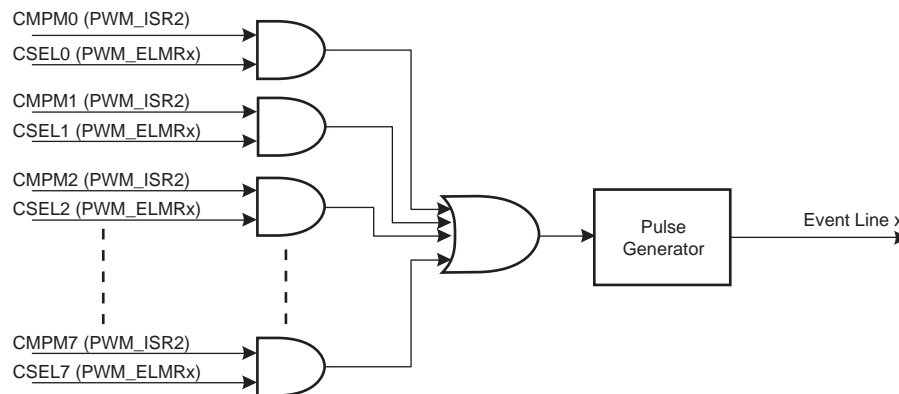 CMPM0 (PWM_ISR2)
CSEL0 (PWM_ELMRx)
CMPM1 (PWM_ISR2)
CSEL1 (PWM_ELMRx)
CMPM2 (PWM_ISR2)
CSEL2 (PWM_ELMRx)
CMPM7 (PWM_ISR2)
CSEL7 (PWM_ELMRx)
Pulse
Generator
Event Line x